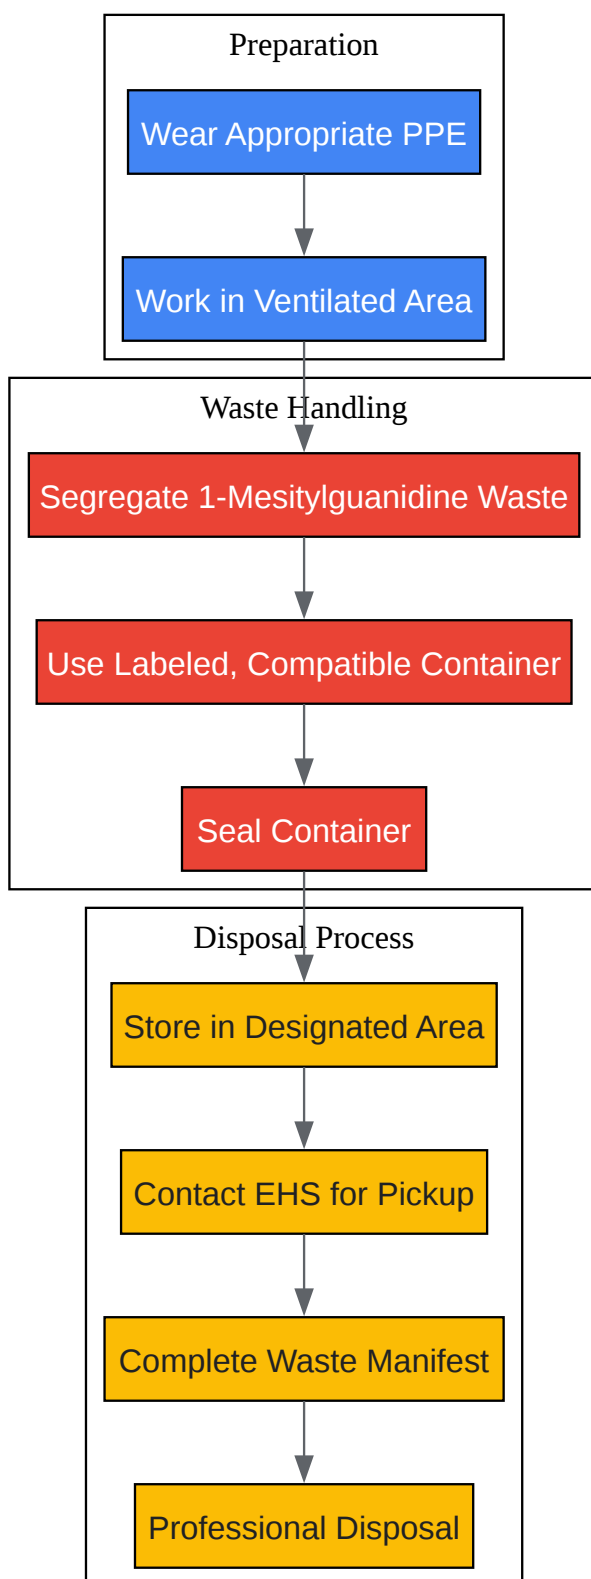 Preparation
Wear Appropriate PPE
Work in Ventilated Area
Waste Handling
Segregate 1-Mesitylguanidine Waste
Use Labeled, Compatible Container
Seal Container
Disposal Process
Store in Designated Area
Contact EHS for Pickup
Complete Waste Manifest
Professional Disposal